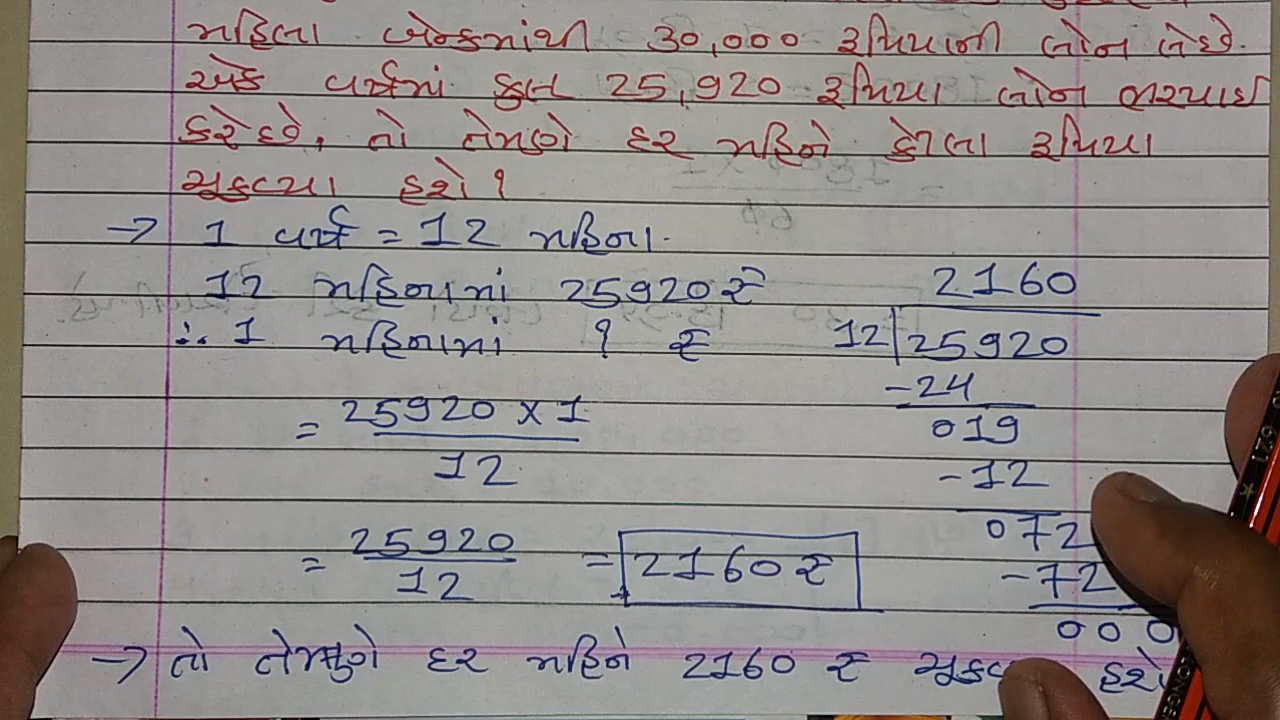 મહિલા બેન્કમાંથી 30,000 રૂપિયાની લોન લે છે.
એક વર્ષમાં કુલ 25,920 રૂપિયા લોન ભરપાઈ
કરે છે, તો તેમણે દર મહિને કેટલા રૂપિયા
ચૂકવ્યા હશે ?
→ 1 વર્ષ = 12 મહિના.
12 મહિનામાં 25920 ₹
∴ 1 મહિનામાં ? ₹
= 25920 × 1
12
= 25920
12
= 2160 ₹
2160
12 25920
-24
019
-12
072
-72
000
→ તો તેમણે દર મહિને 2160 ₹ હશે